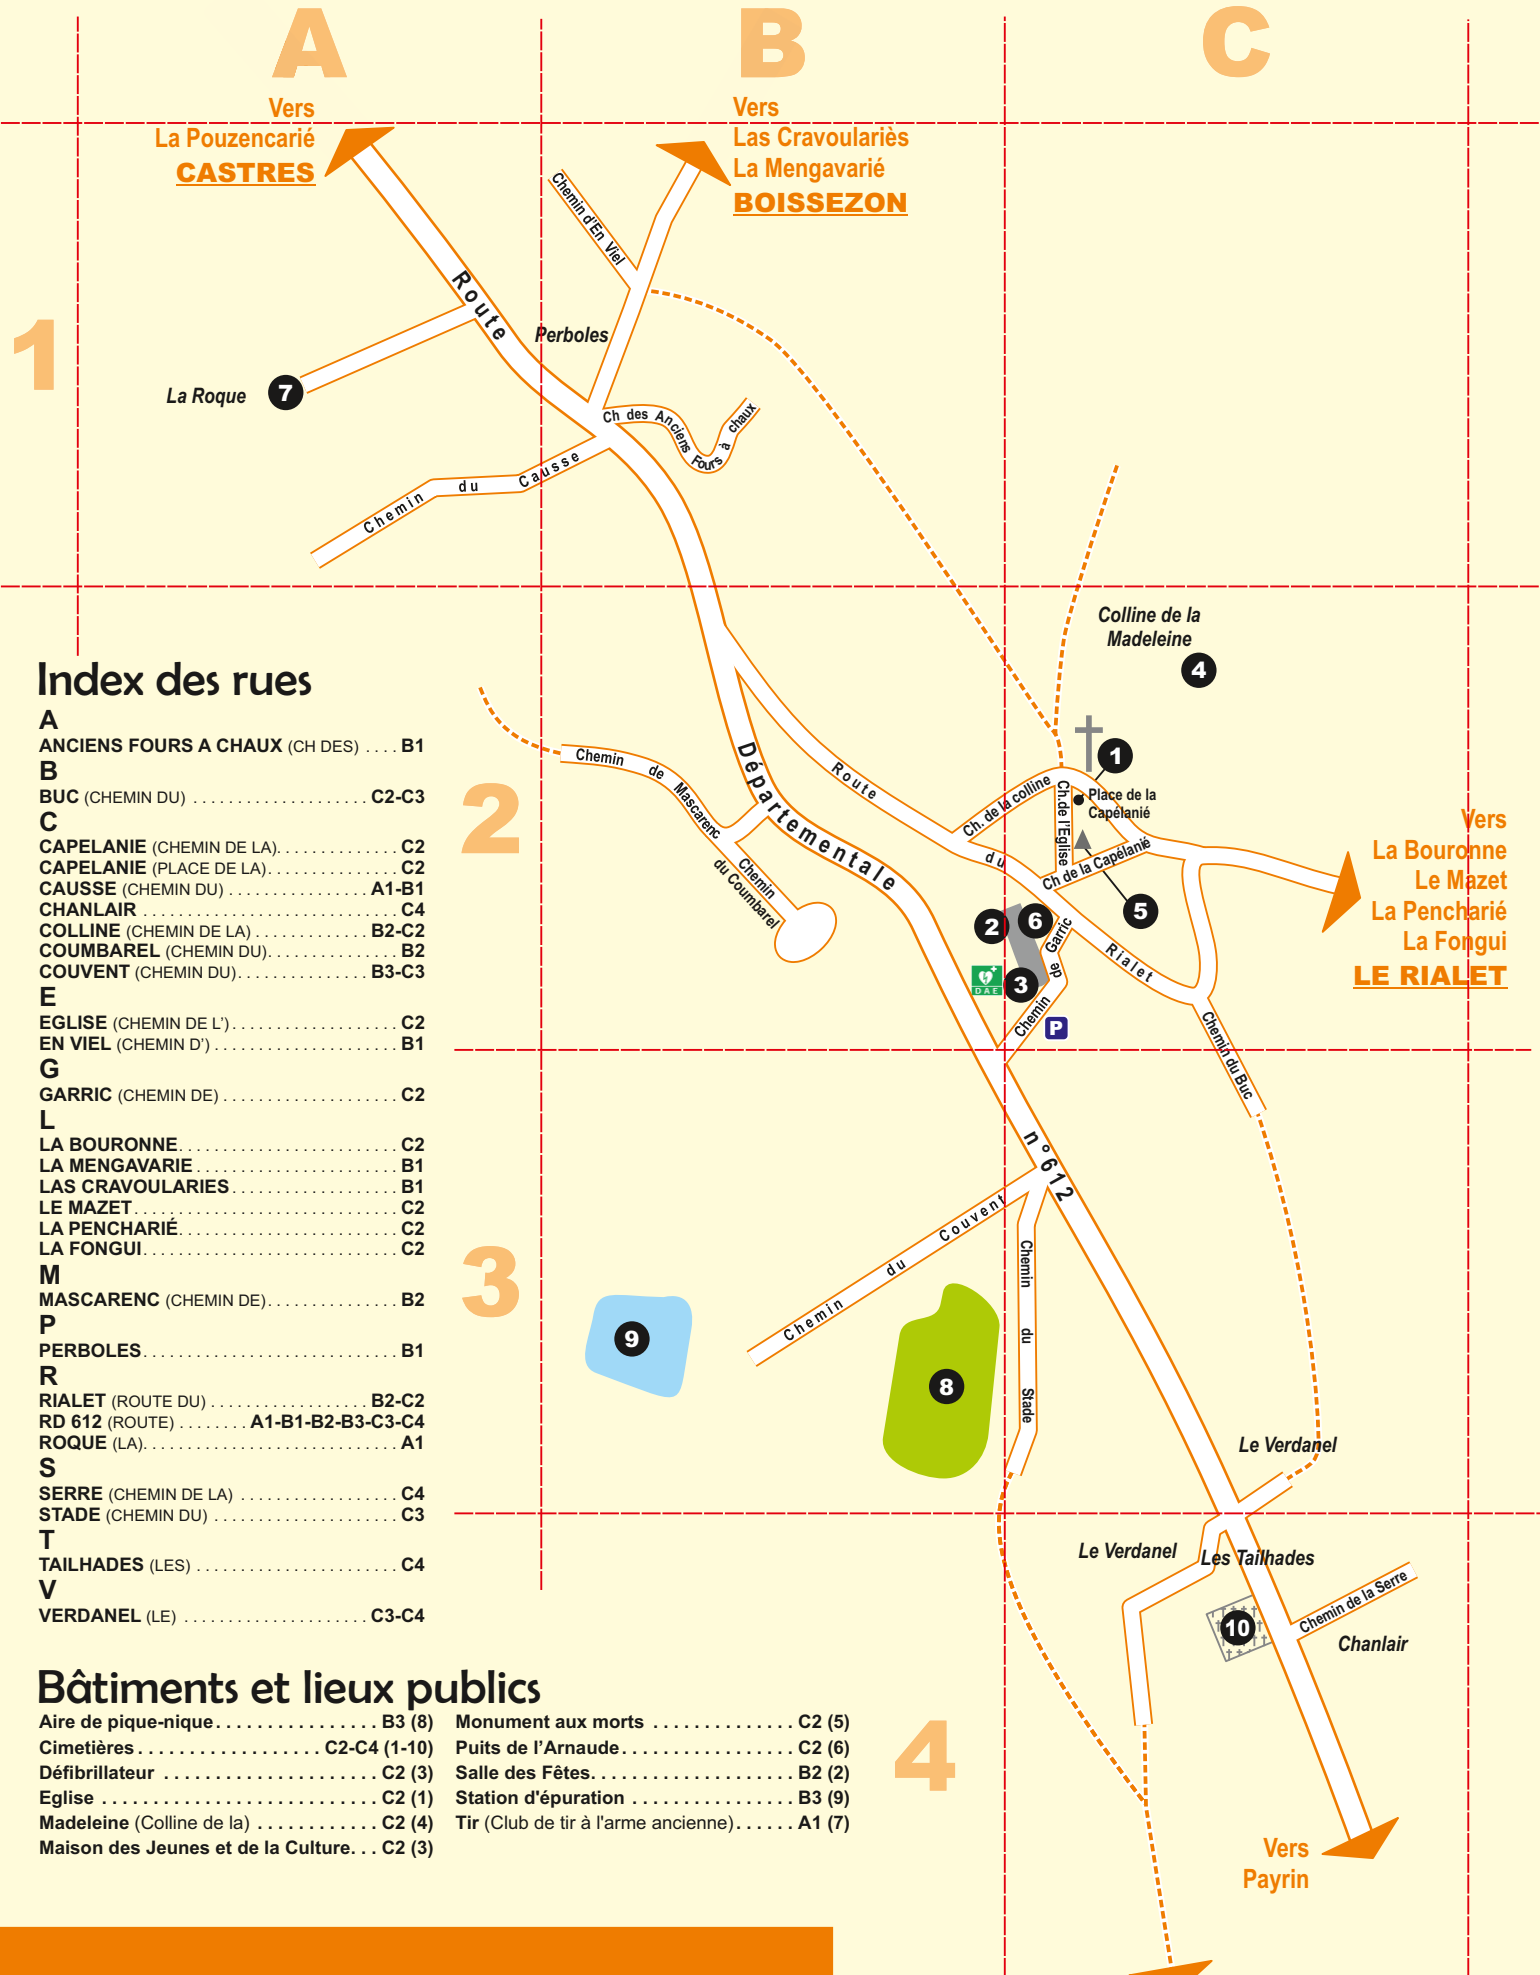 A
B
C
Vers
La Pouzencarié
CASTRES
Vers
Las Cravoulariès
La Mengavarié
BOISSEZON
1
Chemin d'En Viel
Route
Perboles
La Roque
7
Ch des Anciens Fours à chaux
Chemin du Causse
Colline de la
Madeleine
4
2
Chemin de Mascarenc
Chemin
du Coumbarel
Départementale
Route du Rialet
Ch. de la colline
Ch.de l'Eglise
1
Place de la
Capélanié
Ch de la Capélanié
5
2
6
3
DAE
Chemin de Garric
P
Chemin du Buc
Vers
La Bouronne
Le Mazet
La Pencharié
La Fongui
LE RIALET
3
n°612
Chemin du Couvent
Chemin du Stade
9
8
Le Verdanel
Le Verdanel
Les Tailhades
10
Chemin de la Serre
Chanlair
4
Vers
Payrin
Index des rues
A
ANCIENS FOURS A CHAUX (CH DES) .... B1
B
BUC (CHEMIN DU) .................... C2-C3
C
CAPELANIE (CHEMIN DE LA).............. C2
CAPELANIE (PLACE DE LA)............... C2
CAUSSE (CHEMIN DU) ................ A1-B1
CHANLAIR ............................. C4
COLLINE (CHEMIN DE LA) ............. B2-C2
COUMBAREL (CHEMIN DU)............... B2
COUVENT (CHEMIN DU)............... B3-C3
E
EGLISE (CHEMIN DE L')................... C2
EN VIEL (CHEMIN D') ..................... B1
G
GARRIC (CHEMIN DE) .................... C2
L
LA BOURONNE......................... C2
LA MENGAVARIE ....................... B1
LAS CRAVOULARIES ................... B1
LE MAZET.............................. C2
LA PENCHARIÉ......................... C2
LA FONGUI............................. C2
M
MASCARENC (CHEMIN DE)............... B2
P
PERBOLES............................. B1
R
RIALET (ROUTE DU) .................. B2-C2
RD 612 (ROUTE) ........ A1-B1-B2-B3-C3-C4
ROQUE (LA)............................. A1
S
SERRE (CHEMIN DE LA) .................. C4
STADE (CHEMIN DU) ..................... C3
T
TAILHADES (LES) ....................... C4
V
VERDANEL (LE) ..................... C3-C4
Bâtiments et lieux publics
Aire de pique-nique................ B3 (8)
Cimetières.................. C2-C4 (1-10)
Défibrillateur ..................... C2 (3)
Eglise ........................... C2 (1)
Madeleine (Colline de la) ............ C2 (4)
Maison des Jeunes et de la Culture... C2 (3)
Monument aux morts .............. C2 (5)
Puits de l'Arnaude................. C2 (6)
Salle des Fêtes.................... B2 (2)
Station d'épuration ................ B3 (9)
Tir (Club de tir à l'arme ancienne)...... A1 (7)